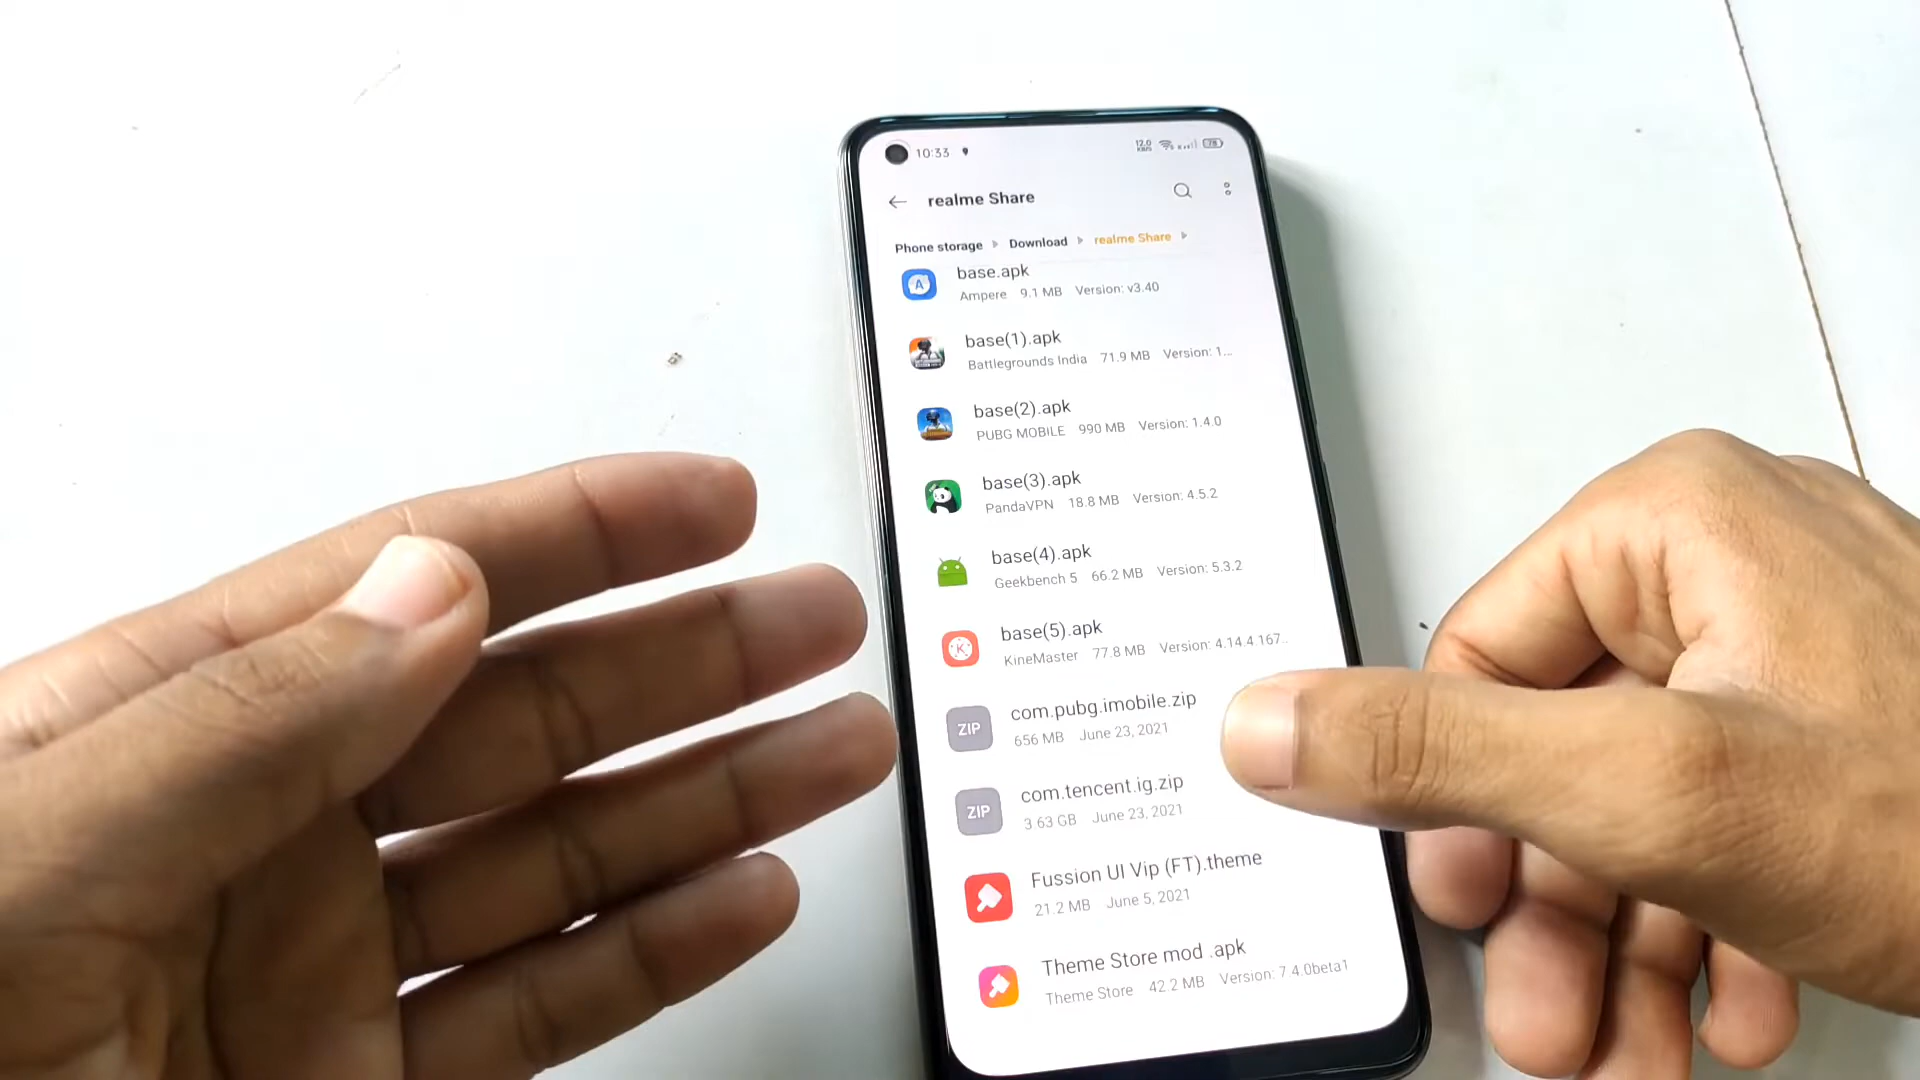 10:33 12.0 KB/S 78
realme Share
Phone storage Download realme Share
A
base.apk
Ampere 9.1 MB Version: v3.40
base(1).apk
Battlegrounds India 71.9 MB Version: 1...
base(2).apk
PUBG MOBILE 990 MB Version: 1.4.0
base(3).apk
PandaVPN 18.8 MB Version: 4.5.2
base(4).apk
Geekbench 5 66.2 MB Version: 5.3.2
base(5).apk
K
KineMaster 77.8 MB Version: 4.14.4.167..
com.pubg.imobile.zip
ZIP
656 MB June 23, 2021
com.tencent.ig.zip
ZIP
3.63 GB June 23, 2021
Fussion UI Vip (FT).theme
21.2 MB June 5, 2021
Theme Store mod .apk
Theme Store 42.2 MB Version: 7.4.0beta1